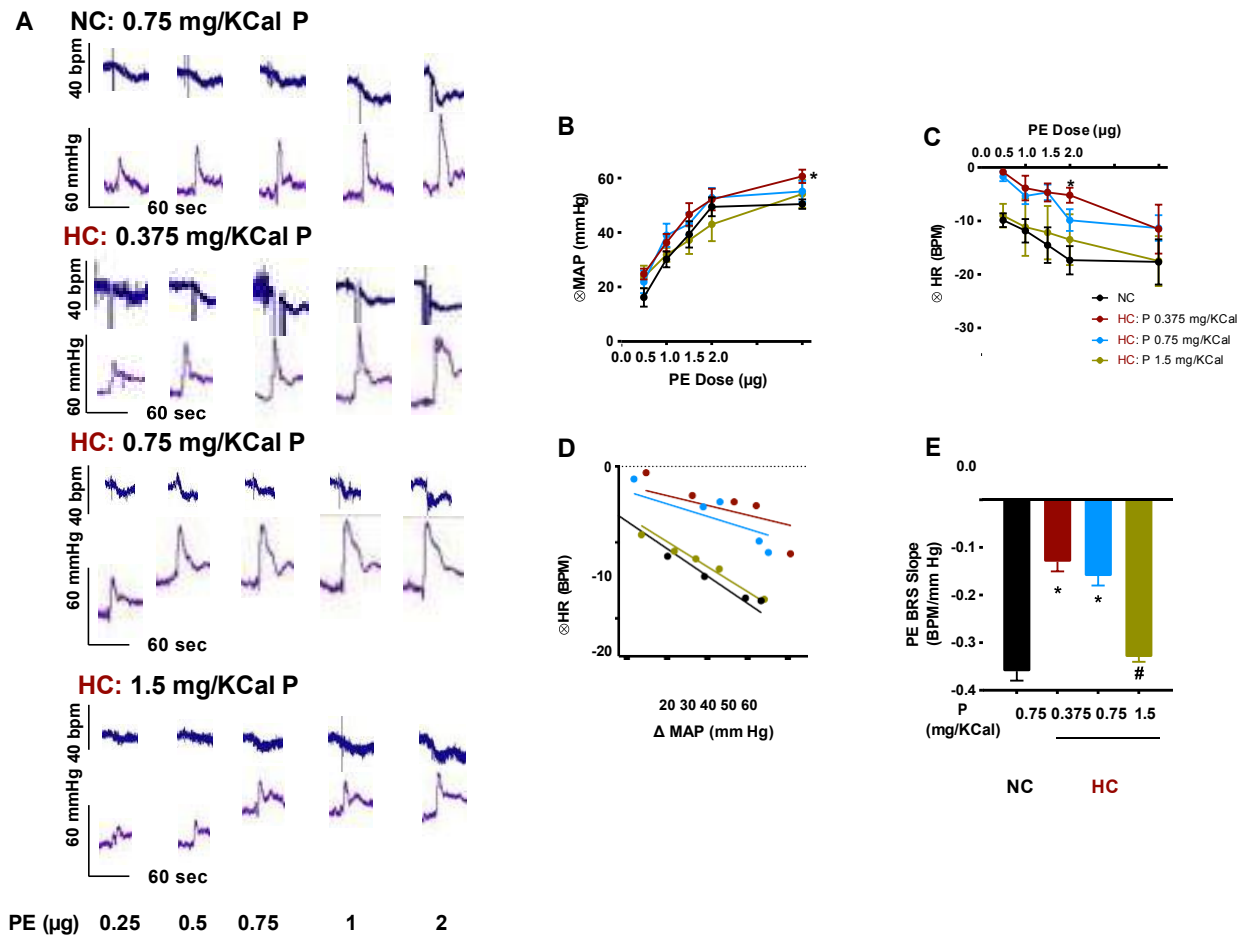 A
NC: 0.75 mg/KCal P
40 bpm
60 mmHg
60 sec
HC: 0.375 mg/KCal P
40 bpm
60 mmHg
60 sec
HC: 0.75 mg/KCal P
40 bpm
60 mmHg
60 sec
HC: 1.5 mg/KCal P
40 bpm
60 mmHg
60 sec
PE (µg) 0.25 0.5 0.75 1 2
B
⊗MAP (mm Hg)
60
40
20
0
0.0 0.5 1.0 1.5 2.0
PE Dose (µg)
*
C
PE Dose (µg)
0.0 0.5 1.0 1.5 2.0
0
-10
-20
-30
⊗ HR (BPM)
*
NC
HC: P 0.375 mg/KCal
HC: P 0.75 mg/KCal
HC: P 1.5 mg/KCal
D
0
-10
-20
⊗HR (BPM)
20 30 40 50 60
Δ MAP (mm Hg)
E
0.0
-0.1
-0.2
-0.3
-0.4
PE BRS Slope
(BPM/mm Hg)
* * #
P
(mg/KCal)
0.75 0.375 0.75 1.5
NC HC